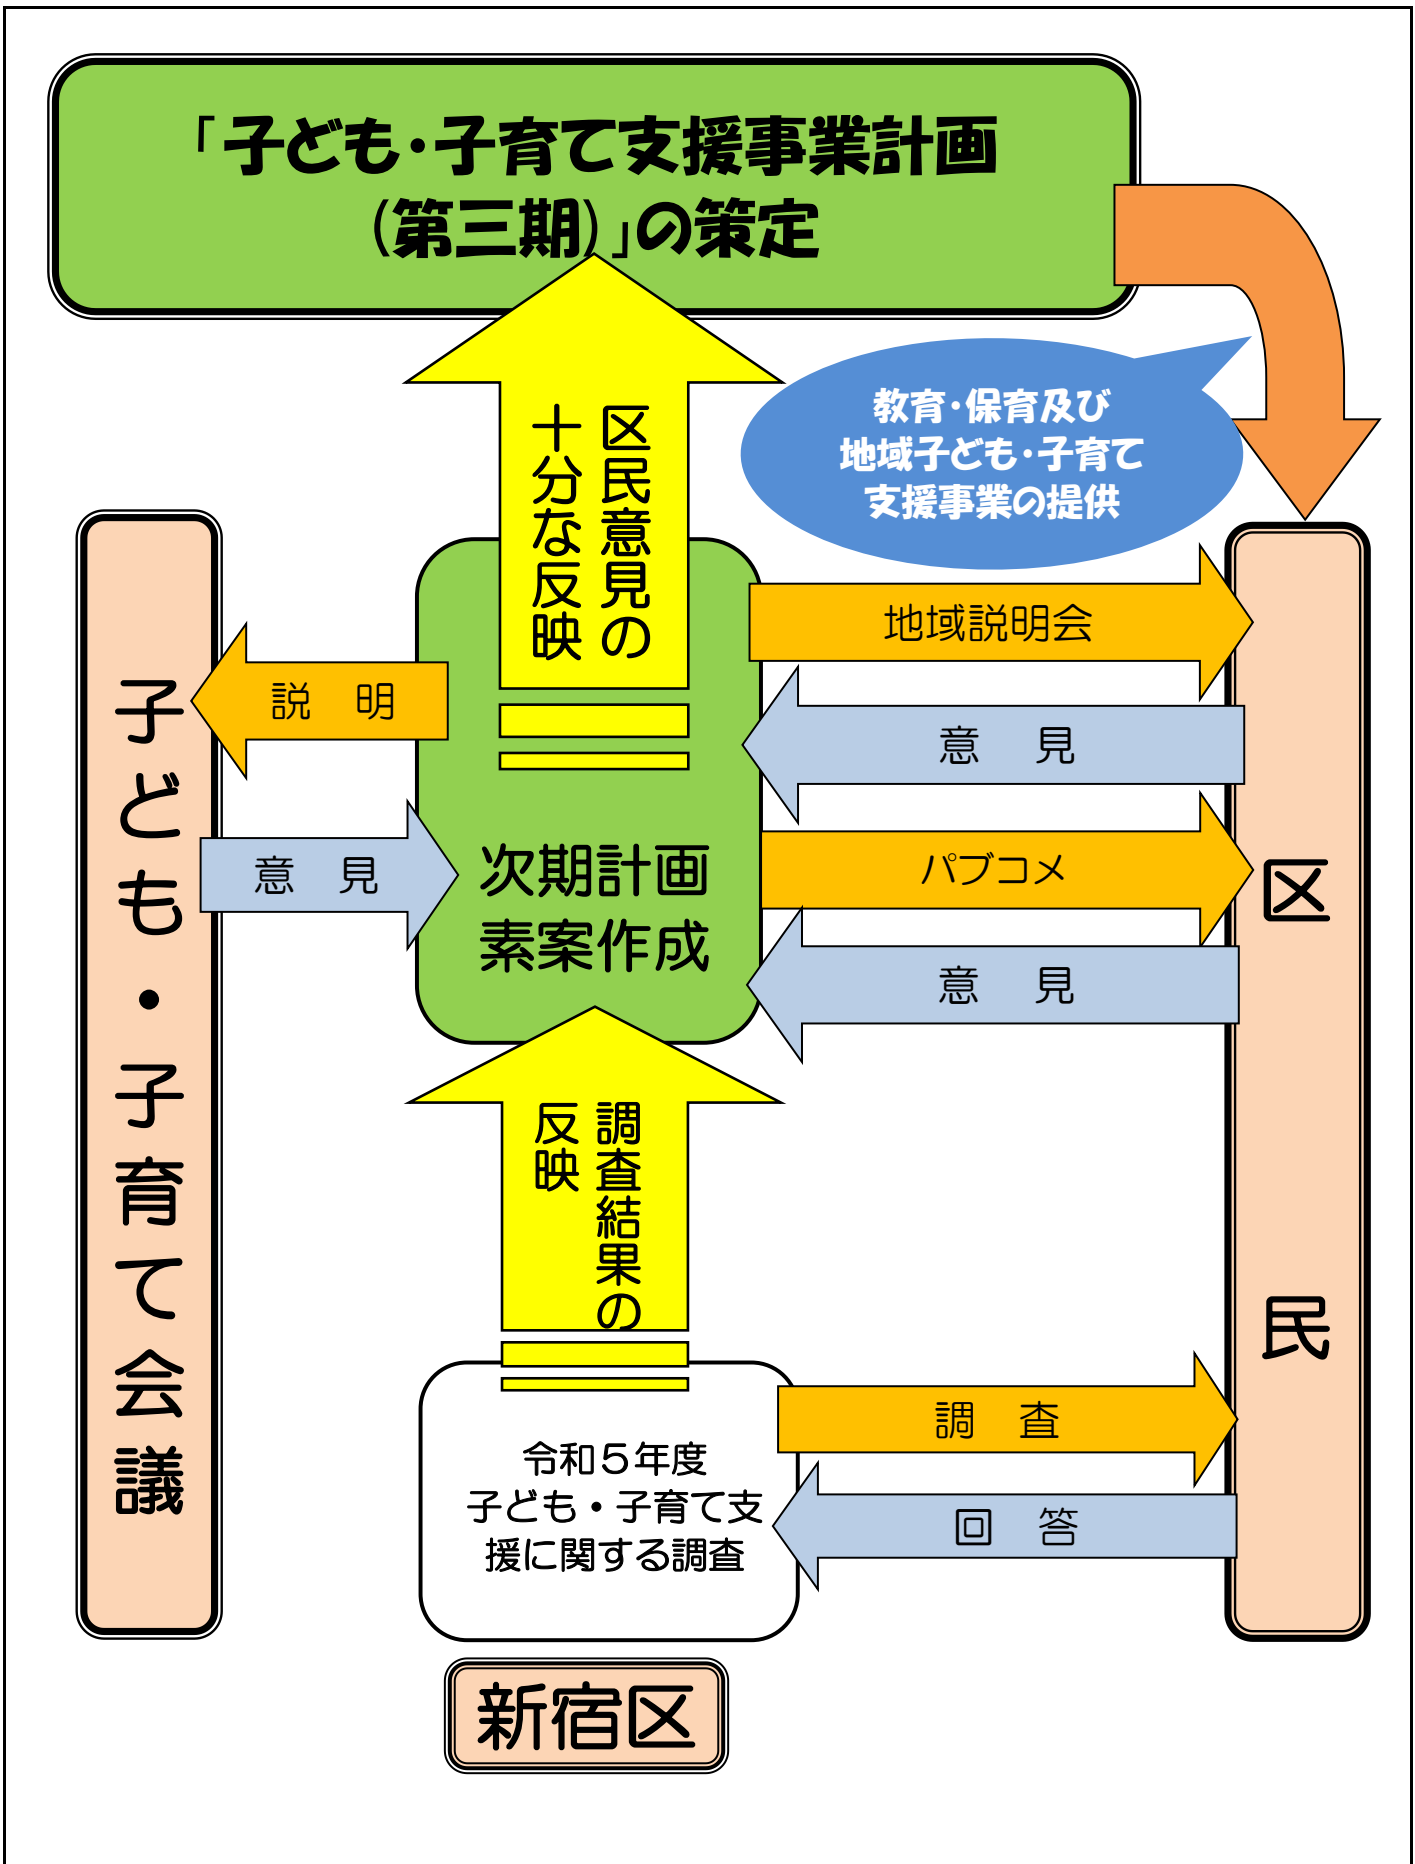 「子ども・子育て支援事業計画
（第三期）」の策定
教育・保育及び
地域子ども・子育て
支援事業の提供
区民意見の
十分な反映
地域説明会
説　明
意　見
パブコメ
意　見
次期計画
素案作成
意　見
子ども・子育て会議
区　民
調査結果の
反映
調　査
回　答
令和５年度
子ども・子育て支
援に関する調査
新宿区